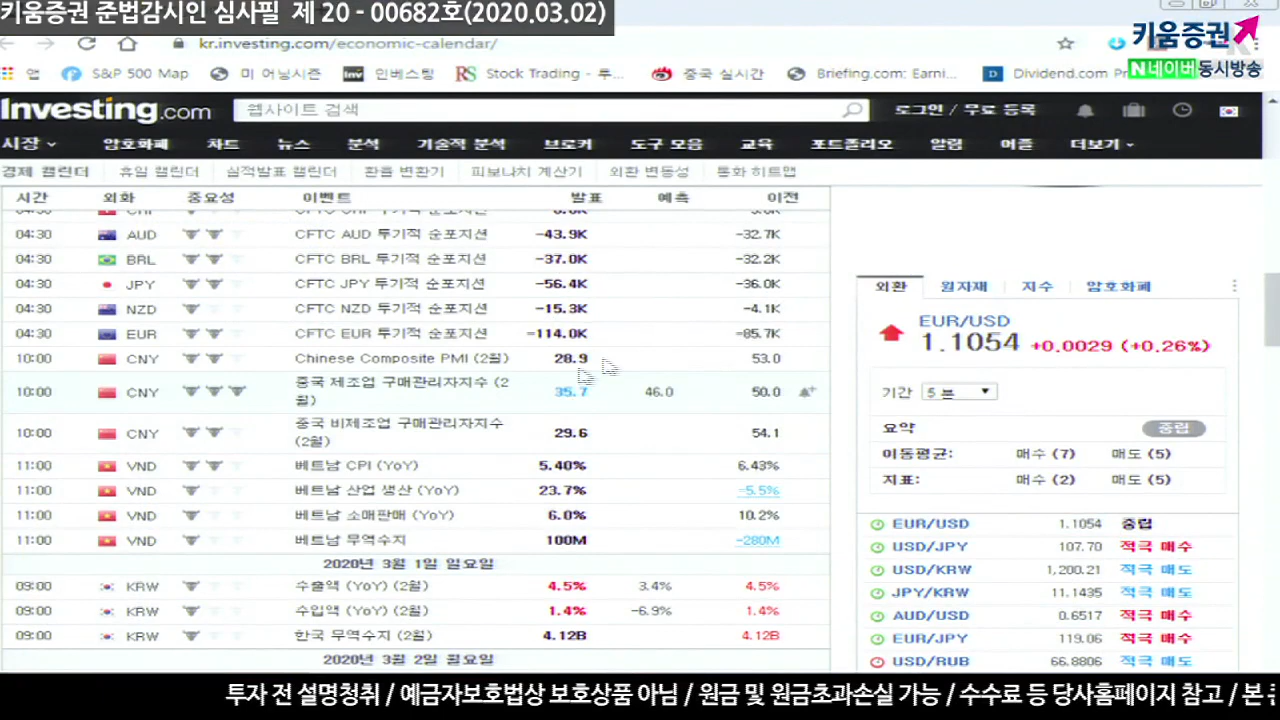 키움증권 준법감시인 심사필 제 20 - 00682호(2020.03.02)
kr.investing.com/economic-calendar/
키움증권
앱 S&P 500 Map 미 어닝시즌 Inv 인베스팅 RS Stock Trading - 루... 중국 실시간 Briefing.com: Earni... D Dividend.com Pr
N 네이버 동시방송
Investing.com 웹사이트 검색 로그인 / 무료 등록
시장 암호화폐 차트 뉴스 분석 기술적 분석 브로커 도구 모음 교육 포트폴리오 알림 어플 더보기
경제 캘린더 휴일 캘린더 실적발표 캘린더 환율 변환기 피보나치 계산기 외환 변동성 통화 히트맵
시간 외화 중요성 이벤트 발표 예측 이전
04:30 AUD CFTC AUD 투기적 순포지션 -43.9K -32.7K
04:30 BRL CFTC BRL 투기적 순포지션 -37.0K -32.2K
04:30 JPY CFTC JPY 투기적 순포지션 -56.4K -36.0K
04:30 NZD CFTC NZD 투기적 순포지션 -15.3K -4.1K
04:30 EUR CFTC EUR 투기적 순포지션 -114.0K -85.7K
10:00 CNY Chinese Composite PMI (2월) 28.9 53.0
10:00 CNY 중국 제조업 구매관리자지수 (2
월) 35.7 46.0 50.0
10:00 CNY 중국 비제조업 구매관리자지수
(2월) 29.6 54.1
11:00 VND 베트남 CPI (YoY) 5.40% 6.43%
11:00 VND 베트남 산업 생산 (YoY) 23.7% -5.5%
11:00 VND 베트남 소매판매 (YoY) 6.0% 10.2%
11:00 VND 베트남 무역수지 100M -280M
2020년 3월 1일 일요일
09:00 KRW 수출액 (YoY) (2월) 4.5% 3.4% 4.5%
09:00 KRW 수입액 (YoY) (2월) 1.4% -6.9% 1.4%
09:00 KRW 한국 무역수지 (2월) 4.12B 4.12B
2020년 3월 2일 월요일
외환 원자재 지수 암호화폐
EUR/USD
1.1054 +0.0029 (+0.26%)
기간 5 분
요약 중립
이동평균: 매수 (7) 매도 (5)
지표: 매수 (2) 매도 (5)
EUR/USD 1.1054 중립
USD/JPY 107.70 적극 매수
USD/KRW 1,200.21 적극 매도
JPY/KRW 11.1435 적극 매도
AUD/USD 0.6517 적극 매수
EUR/JPY 119.06 적극 매수
USD/RUB 66.8806 적극 매도
투자 전 설명청취 / 예금자보호법상 보호상품 아님 / 원금 및 원금초과손실 가능 / 수수료 등 당사홈페이지 참고 / 본